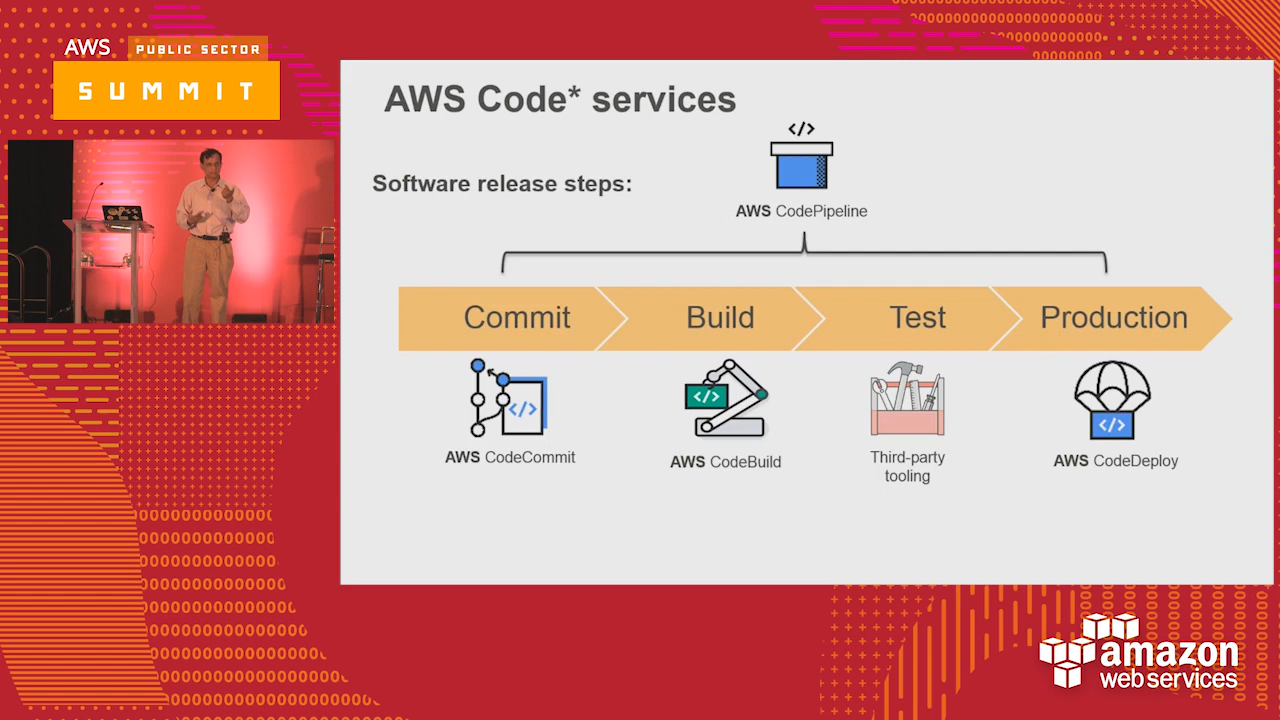 AWS PUBLIC SECTOR
SUMMIT
AWS Code* services
</>
Software release steps:
AWS CodePipeline
Commit
Build
Test
Production
</>
</>
</>
AWS CodeCommit
AWS CodeBuild
Third-party
tooling
AWS CodeDeploy
amazon
web services